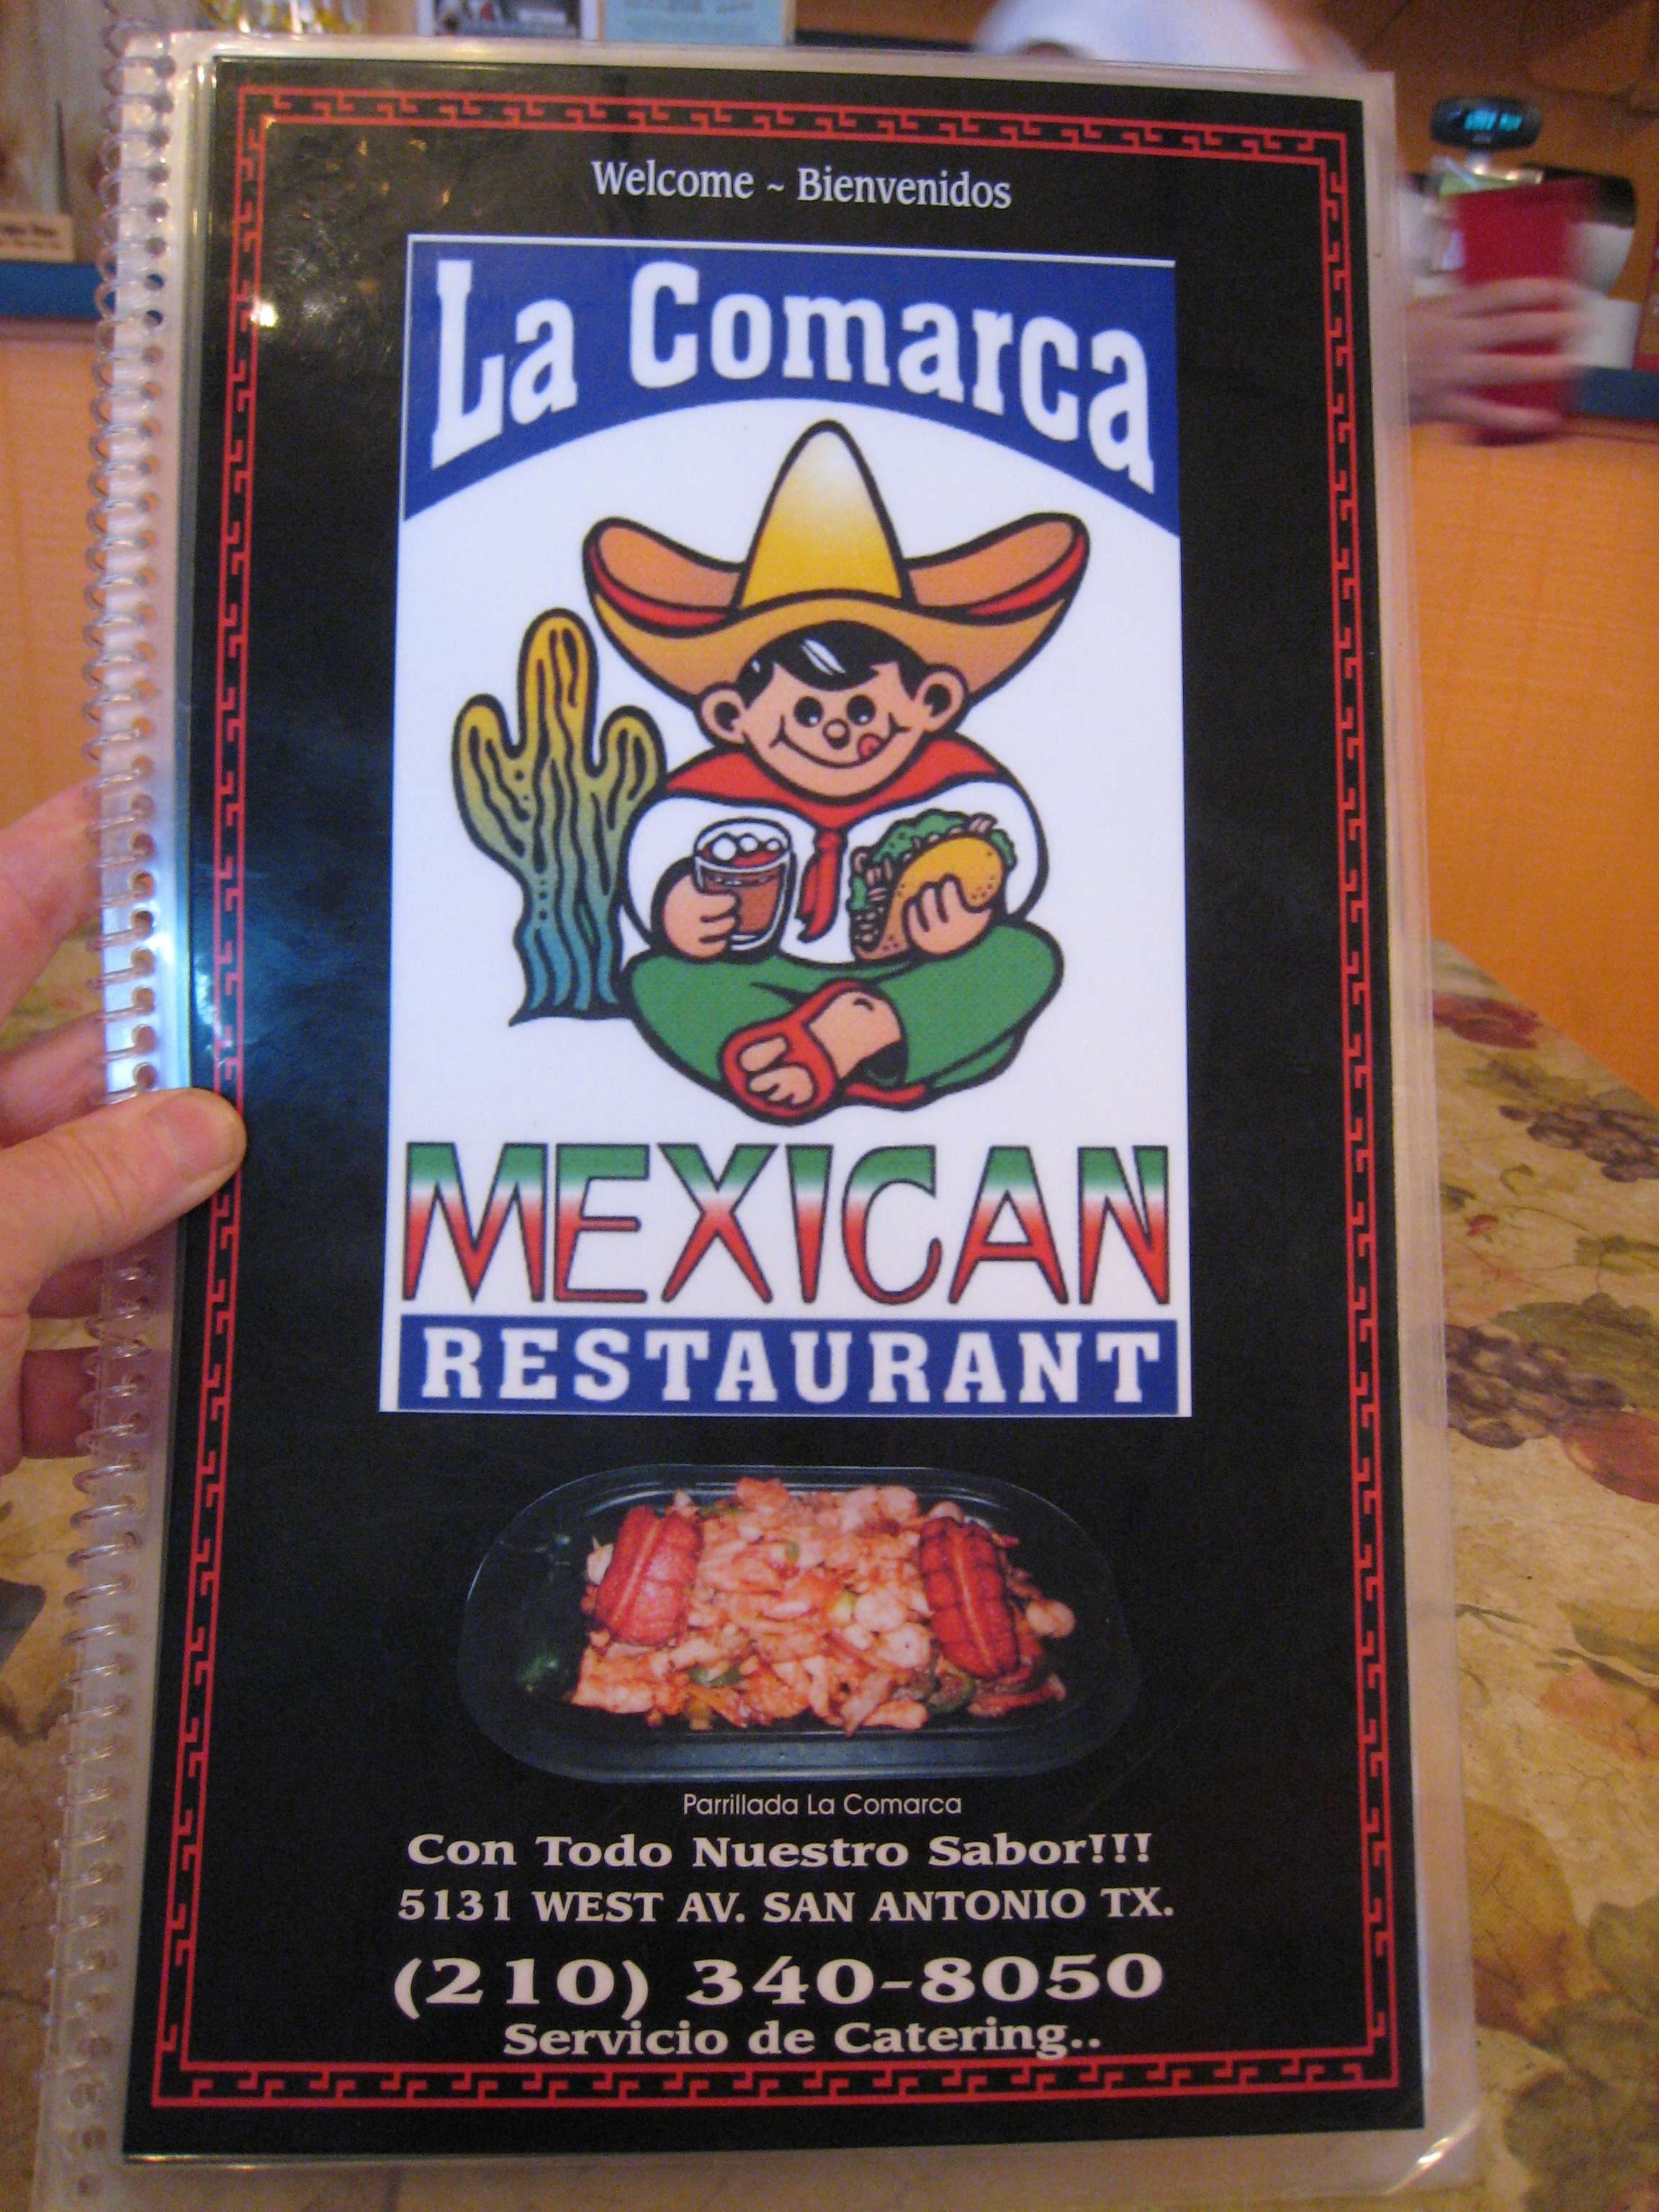 Welcome ~ Bienvenidos
La Comarca
MEXICAN
RESTAURANT
Parrillada La Comarca
Con Todo Nuestro Sabor!!!
5131 WEST AV. SAN ANTONIO TX.
(210) 340-8050
Servicio de Catering..